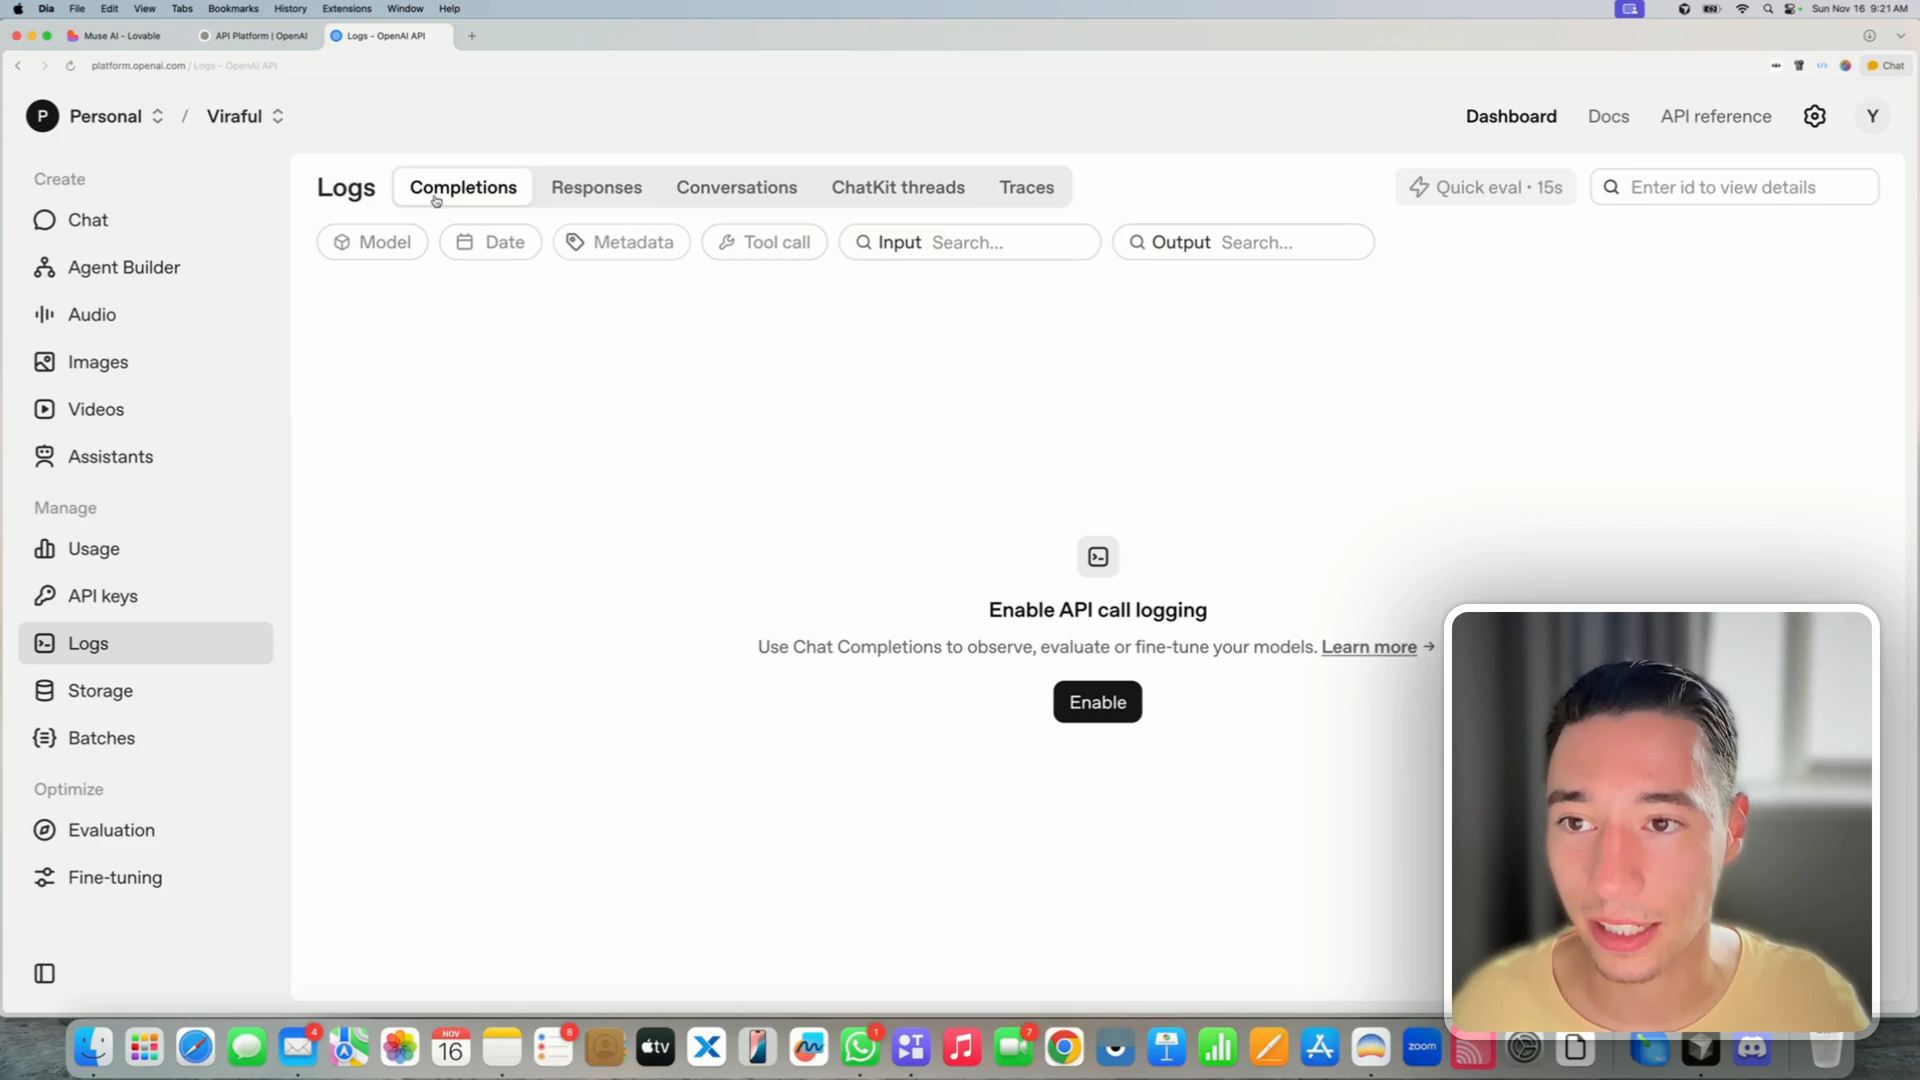 Dia File Edit View Tabs Bookmarks History Extensions Window Help Sun Nov 16 9:21 AM
Muse AI - Lovable API Platform | OpenAI Logs - OpenAI API
platform.openai.com / Logs - OpenAI API Chat
P Personal / Viraful Dashboard Docs API reference Y
Create
Chat
Agent Builder
Audio
Images
Videos
Assistants
Manage
Usage
API keys
Logs
Storage
Batches
Optimize
Evaluation
Fine-tuning
Logs Completions Responses Conversations ChatKit threads Traces Quick eval • 15s Enter id to view details
Model Date Metadata Tool call Input Search... Output Search...
Enable API call logging
Use Chat Completions to observe, evaluate or fine-tune your models. Learn more →
Enable
4 NOV 16 8 tv 1 7 zoom